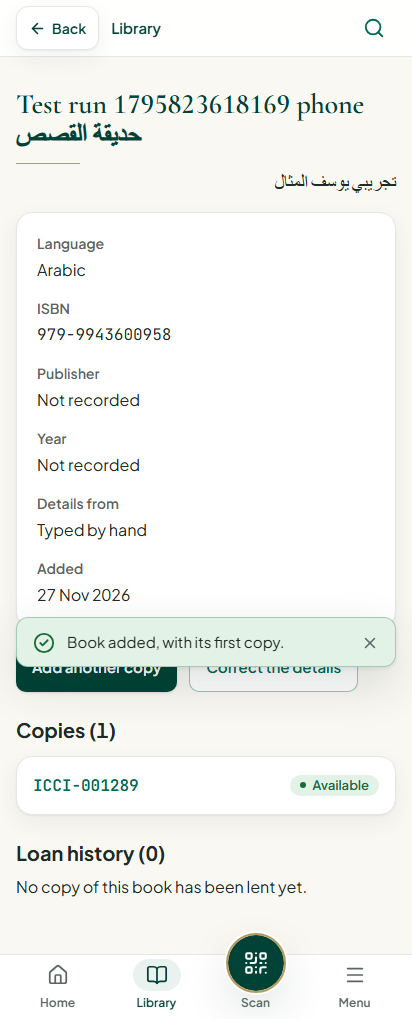 Back
Library
Test run 1795823618169 phone
حديقة القصص
تجريبي يوسف المثال
Language
Arabic
ISBN
979-9943600958
Publisher
Not recorded
Year
Not recorded
Details from
Typed by hand
Added
27 Nov 2026
Book added, with its first copy.
Add another copy
Correct the details
Copies (1)
ICCI-001289
Available
Loan history (0)
No copy of this book has been lent yet.
Home
Library
Scan
Menu